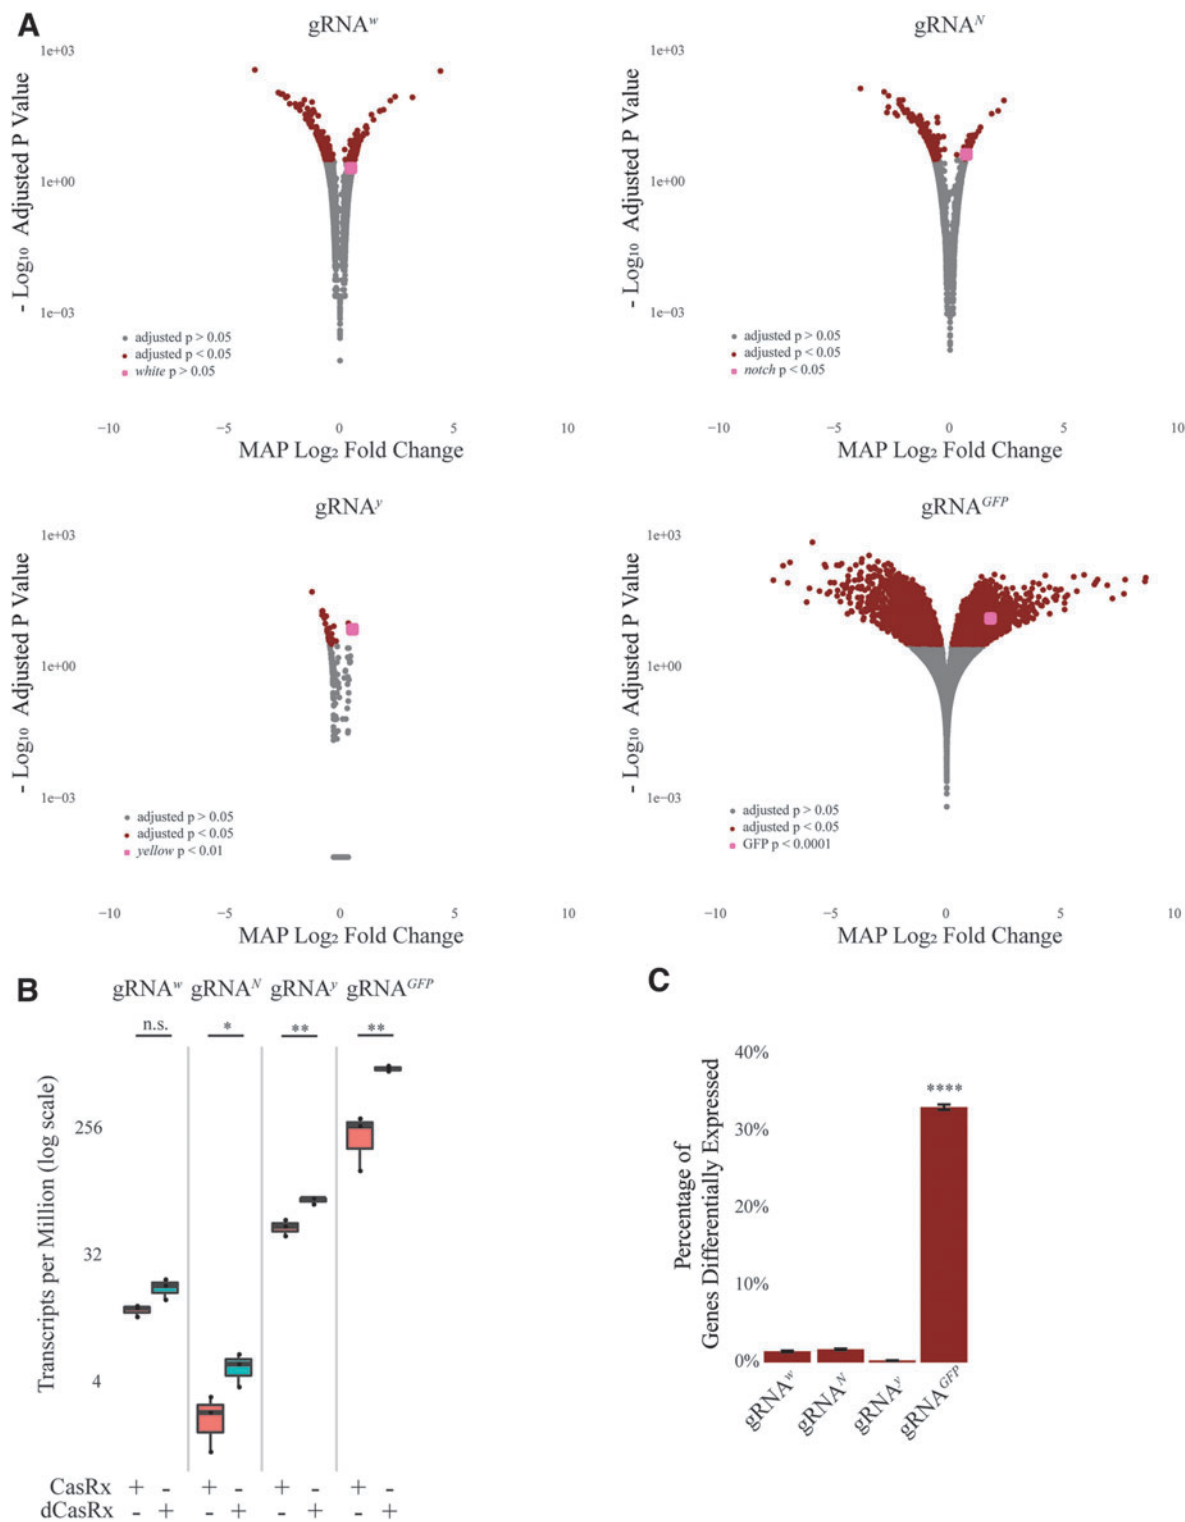 A
gRNAʷ
1e+03
1e+00
1e−03
- Log₁₀ Adjusted P Value
adjusted p > 0.05
adjusted p < 0.05
white p > 0.05
−10 −5 0 5 10
MAP Log₂ Fold Change
gRNAᴺ
1e+03
1e+00
1e−03
- Log₁₀ Adjusted P Value
adjusted p > 0.05
adjusted p < 0.05
notch p < 0.05
−10 −5 0 5 10
MAP Log₂ Fold Change
gRNAʸ
1e+03
1e+00
1e−03
- Log₁₀ Adjusted P Value
adjusted p > 0.05
adjusted p < 0.05
yellow p < 0.01
−10 −5 0 5 10
MAP Log₂ Fold Change
gRNA^GFP
1e+03
1e+00
1e−03
- Log₁₀ Adjusted P Value
adjusted p > 0.05
adjusted p < 0.05
GFP p < 0.0001
−10 −5 0 5 10
MAP Log₂ Fold Change
B
gRNAʷ gRNAᴺ gRNAʸ gRNA^GFP
n.s. * ** **
Transcripts per Million (log scale)
256
32
4
CasRx + - + - + - + -
dCasRx - + - + - + - +
C
Percentage of
Genes Differentially Expressed
40%
30%
20%
10%
0%
****
gRNAʷ
gRNAᴺ
gRNAʸ
gRNA^GFP